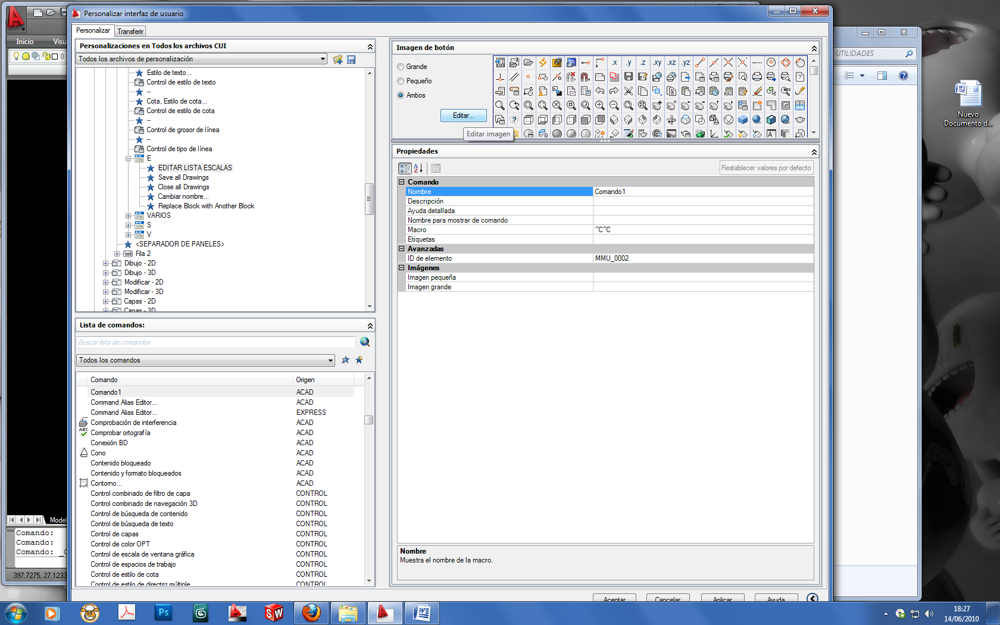 Personalizar interfaz de usuario
Inicio
Visu
0
Personalizar
Transferir
Personalizaciones en Todos los archivos CUI
Todos los archivos de personalización
Estilo de texto...
Control de estilo de texto
--
Cota, Estilo de cota...
Control de estilo de cota
--
Control de grosor de línea
--
Control de tipo de línea
E
EDITAR LISTA ESCALAS
Save all Drawings
Close all Drawings
Cambiar nombre...
Replace Block with Another Block
VARIOS
S
V
<SEPARADOR DE PANELES>
Fila 2
Dibujo - 2D
Dibujo - 3D
Modificar - 2D
Modificar - 3D
Capas - 2D
Capas - 3D
Lista de comandos:
Buscar lista de comandos
Todos los comandos
Comando Origen
Comando1 ACAD
Command Alias Editor... ACAD
Command Alias Editor... EXPRESS
Comprobación de interferencia ACAD
Comprobar ortografía ACAD
Conexión BD ACAD
Cono ACAD
Contenido bloqueado ACAD
Contenido y formato bloqueados ACAD
Contorno... ACAD
Control combinado de filtro de capa CONTROL
Control combinado de navegación 3D CONTROL
Control de búsqueda de contenido CONTROL
Control de búsqueda de texto CONTROL
Control de capas CONTROL
Control de color OPT CONTROL
Control de escala de ventana gráfica CONTROL
Control de espacios de trabajo CONTROL
Control de estilo de cota CONTROL
Control de estilo de directriz múltiple CONTROL
Imagen de botón
Grande
Pequeño
Ambos
Editar...
Editar imagen
.x .y .z .xy .xz .yz
Propiedades
Restablecer valores por defecto
Comando
Nombre Comando1
Descripción
Ayuda detallada
Nombre para mostrar de comando
Macro ^C^C
Etiquetas
Avanzadas
ID de elemento MMU_0002
Imágenes
Imagen pequeña
Imagen grande
Nombre
Muestra el nombre de la macro.
Aceptar
Cancelar
Aplicar
Ayuda
Model
Comando:
Comando:
Comando: _C
397.7275, 27.1233
UTILIDADES
Nuevo
Documento d...
Ps
SW
18:27
14/06/2010